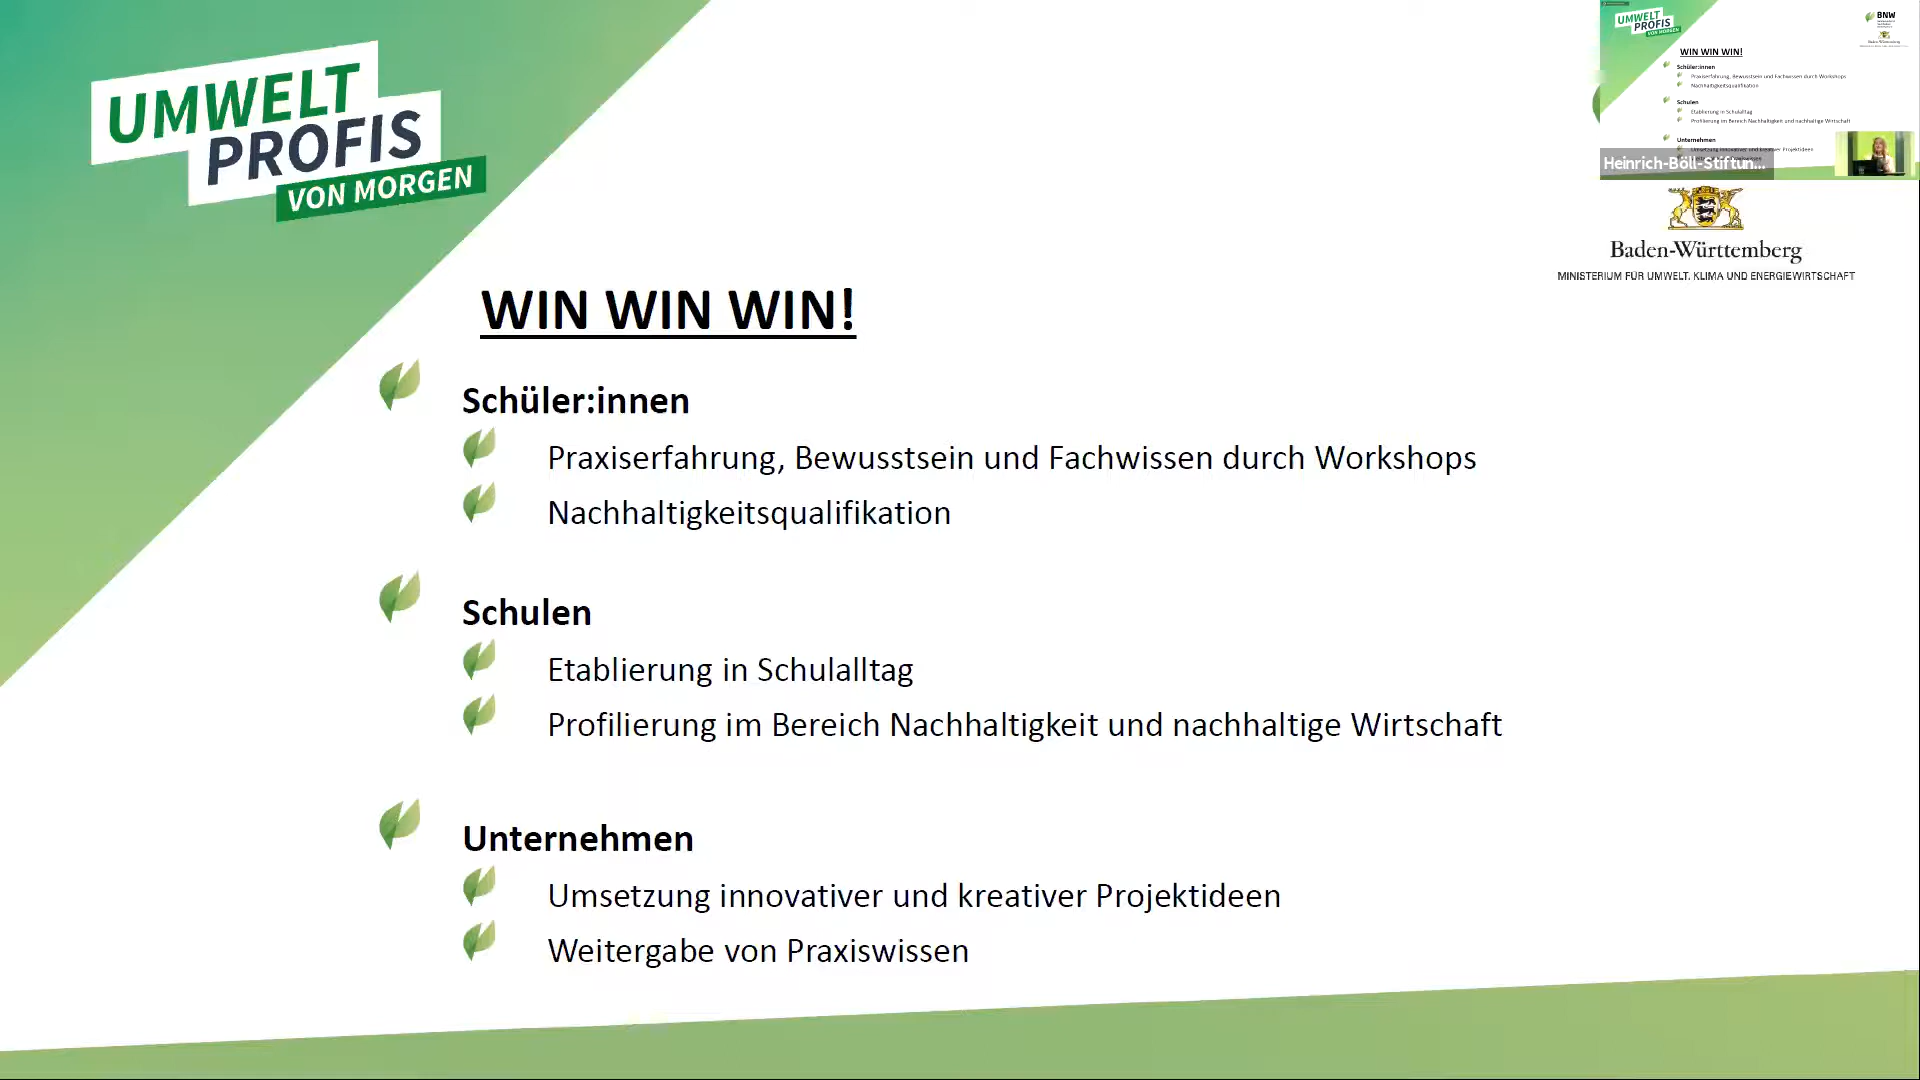 UMWELT
PROFIS
VON MORGEN
UMWELT
PROFIS
VON MORGEN
BNW
WIN WIN WIN!
Schüler:innen
Praxiserfahrung, Bewusstsein und Fachwissen durch Workshops
Nachhaltigkeitsqualifikation
Schulen
Etablierung in Schulalltag
Profilierung im Bereich Nachhaltigkeit und nachhaltige Wirtschaft
Unternehmen
Umsetzung innovativer und kreativer Projektideen
Heinrich-Böll-Stiftun...
Baden-Württemberg
MINISTERIUM FÜR UMWELT, KLIMA UND ENERGIEWIRTSCHAFT
WIN WIN WIN!
Schüler:innen
Praxiserfahrung, Bewusstsein und Fachwissen durch Workshops
Nachhaltigkeitsqualifikation
Schulen
Etablierung in Schulalltag
Profilierung im Bereich Nachhaltigkeit und nachhaltige Wirtschaft
Unternehmen
Umsetzung innovativer und kreativer Projektideen
Weitergabe von Praxiswissen